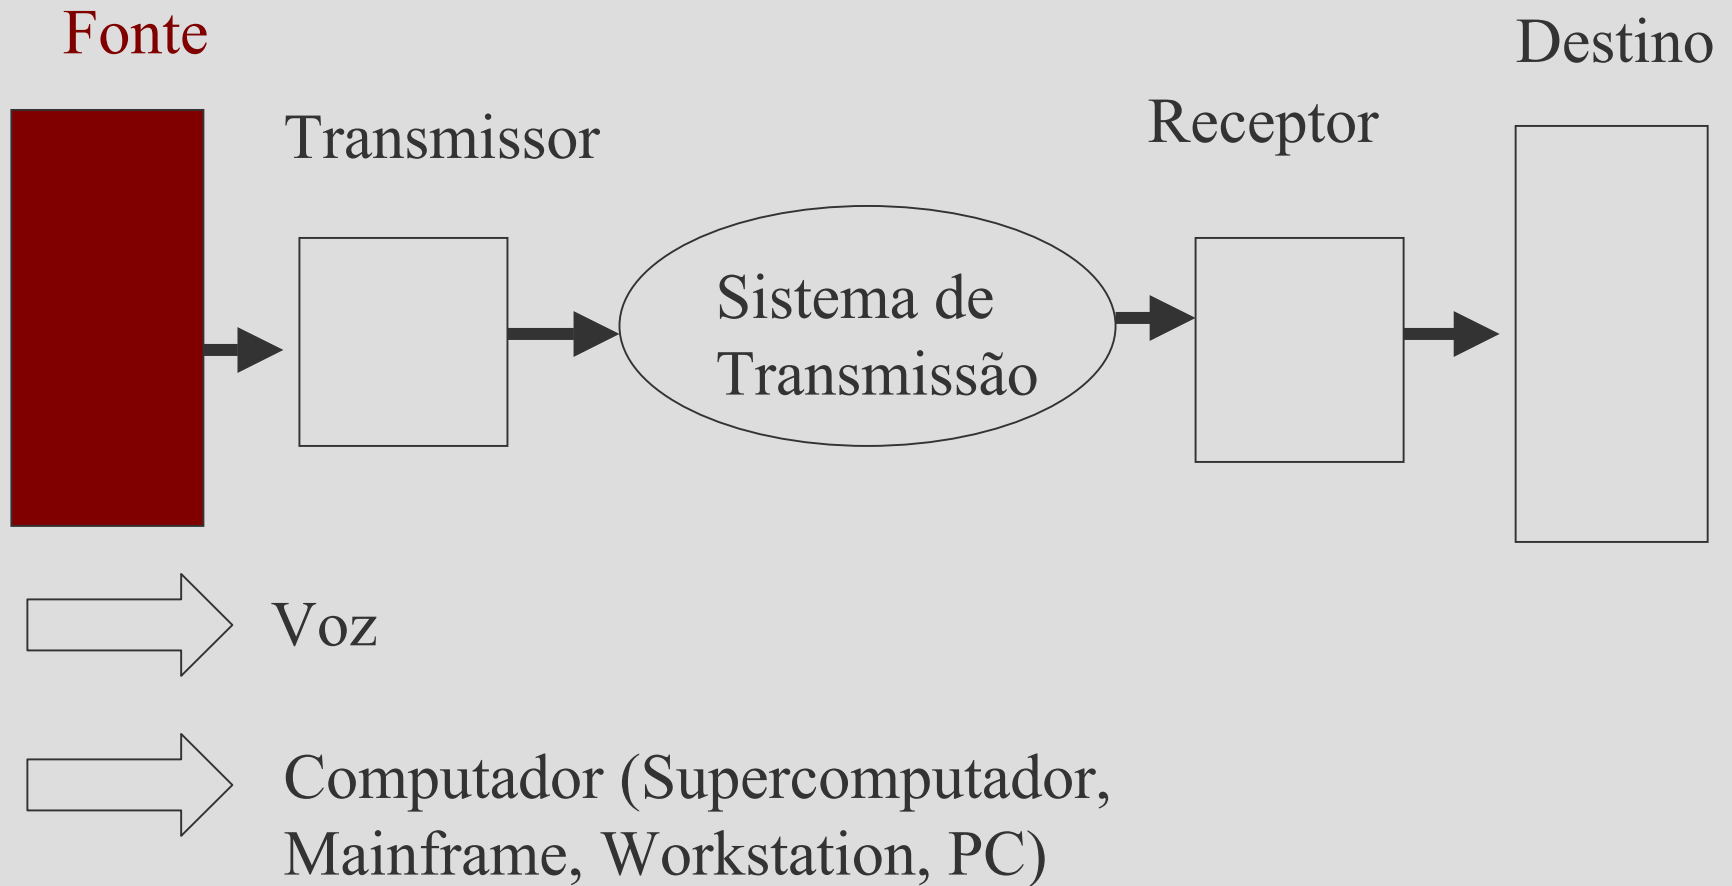 Fonte
Destino
Transmissor
Receptor
Sistema de
Transmissão
Voz
Computador (Supercomputador,
Mainframe, Workstation, PC)